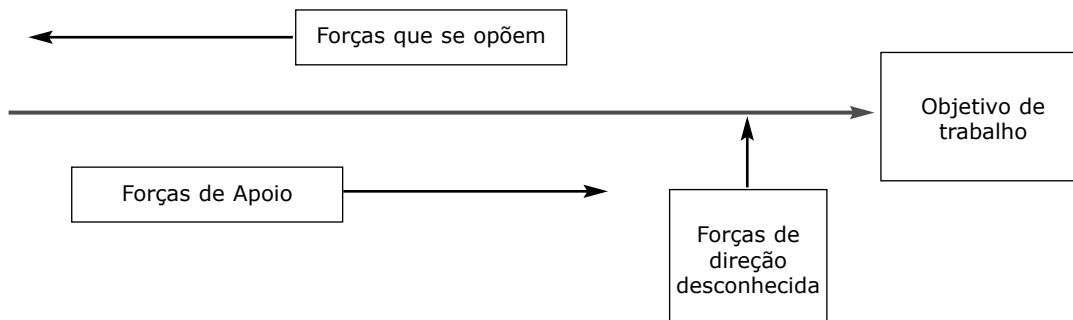 Forças que se opõem
Objetivo de
trabalho
Forças de Apoio
Forças de
direção
desconhecida